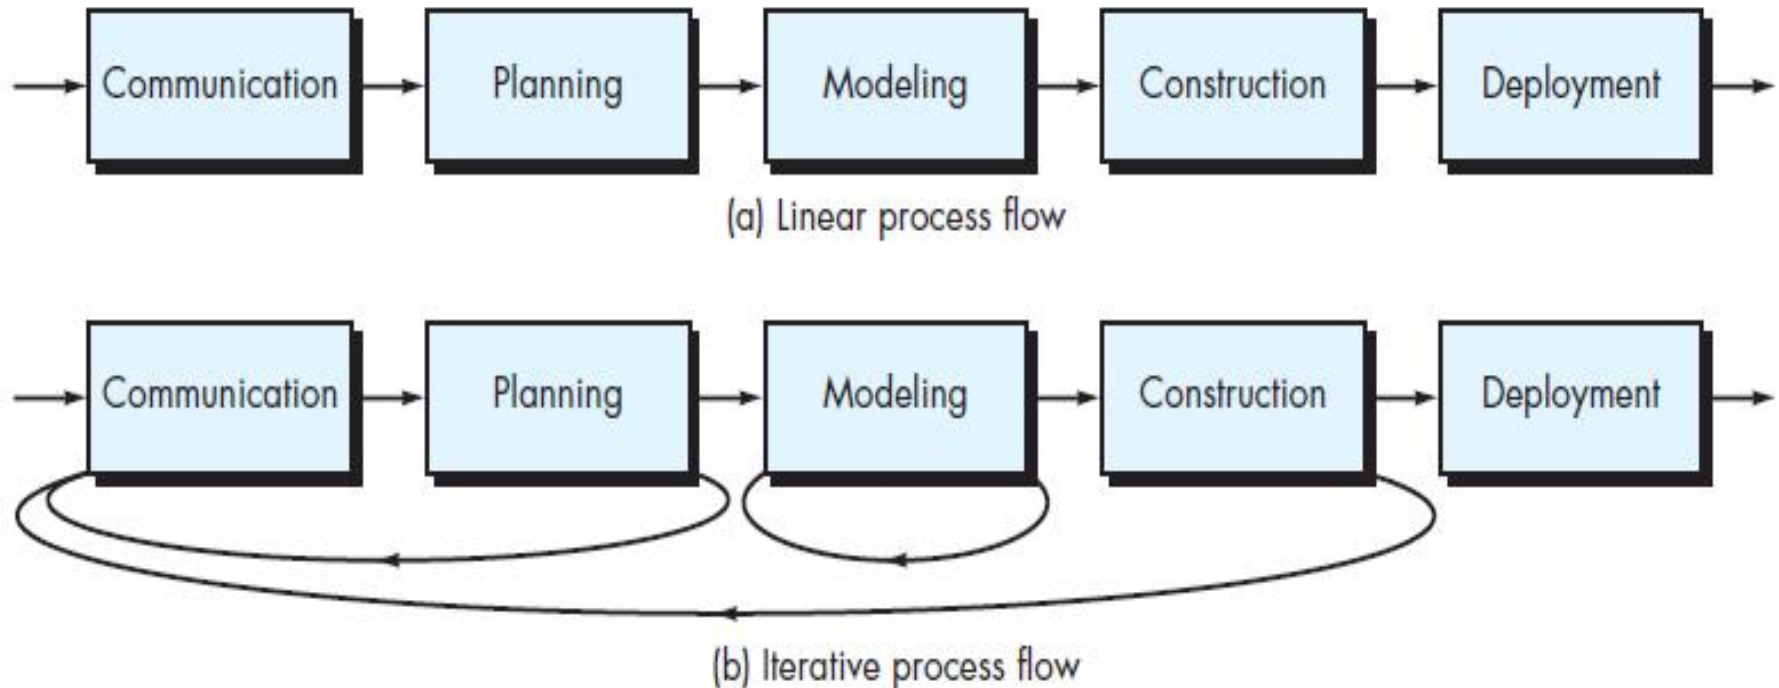 Communication
Planning
Modeling
Construction
Deployment
(a) Linear process flow
Communication
Planning
Modeling
Construction
Deployment
(b) Iterative process flow